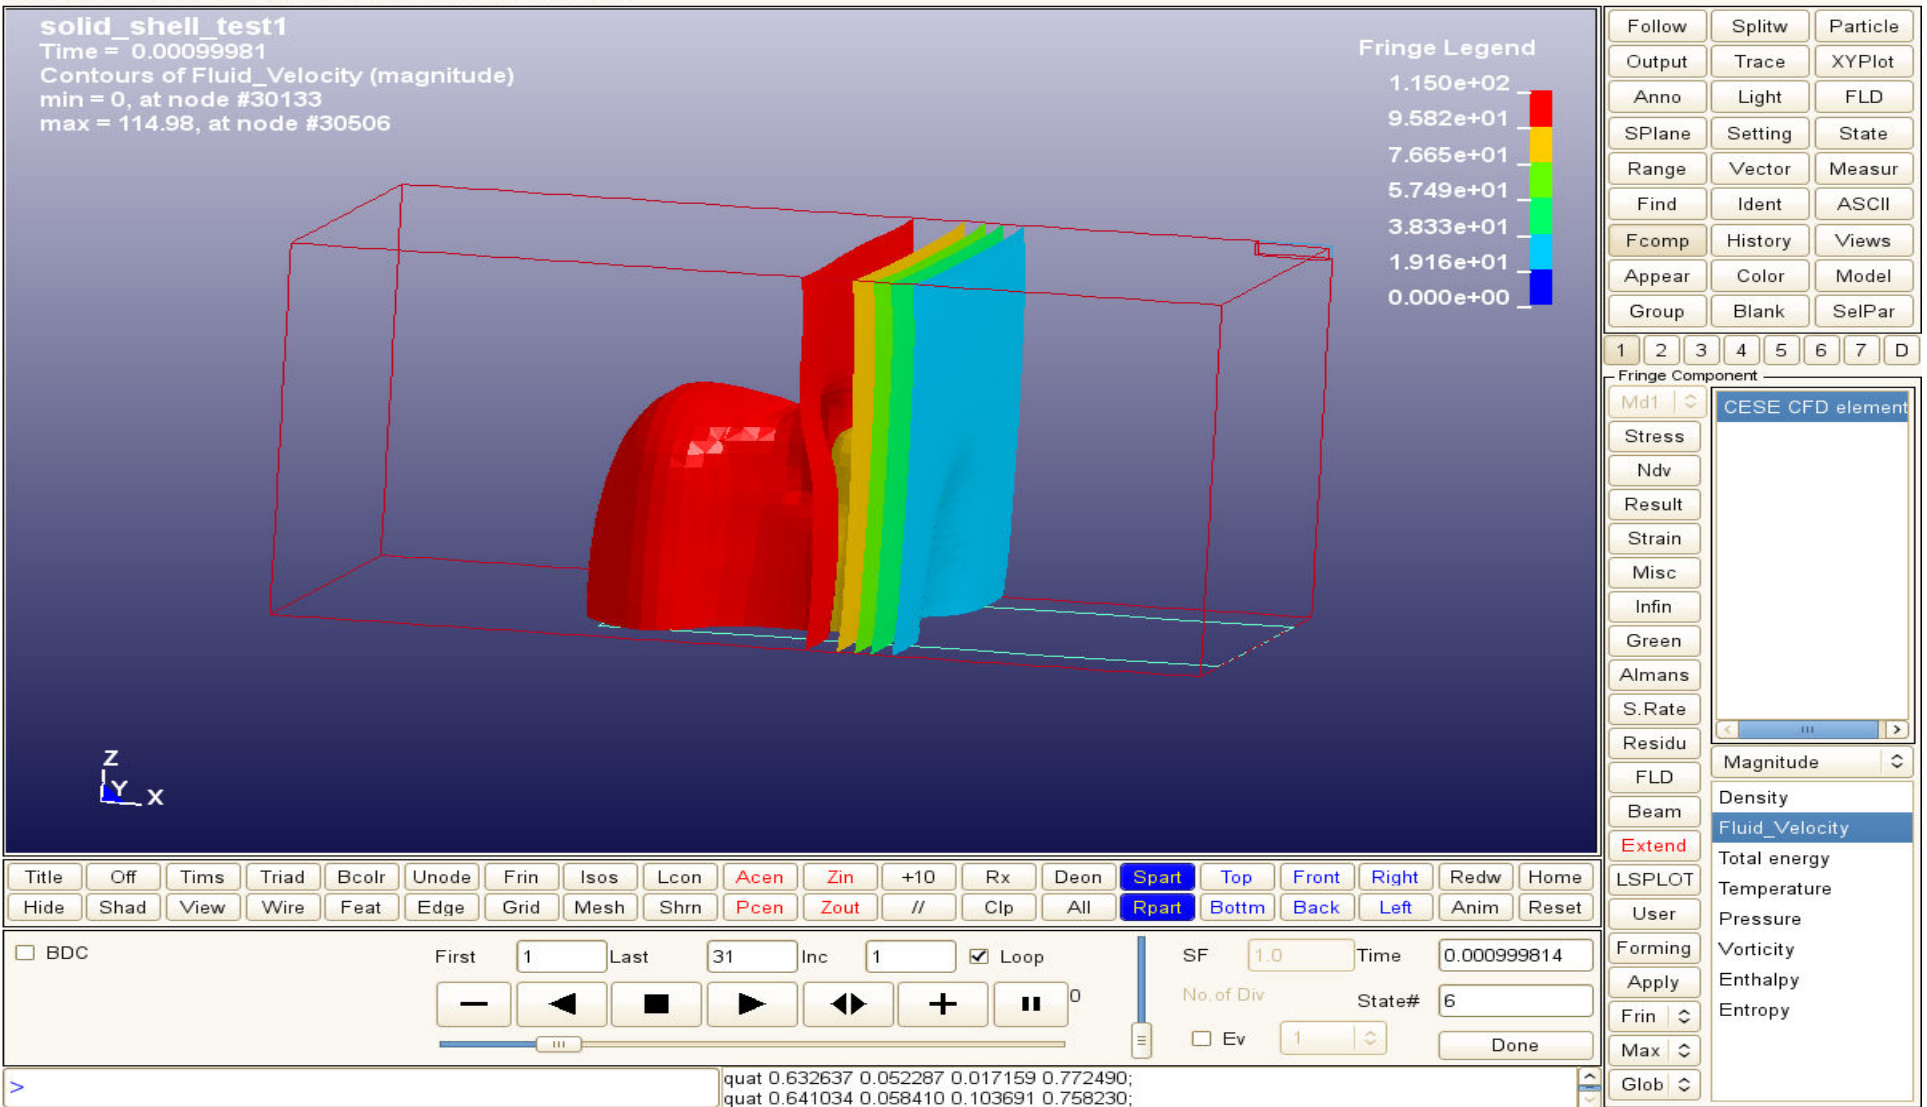 solid_shell_test1
Time = 0.00099981
Contours of Fluid_Velocity (magnitude)
min = 0, at node #30133
max = 114.98, at node #30506
Fringe Legend
1.150e+02
9.582e+01
7.665e+01
5.749e+01
3.833e+01
1.916e+01
0.000e+00
Z
Y X
Follow Splitw Particle
Output Trace XYPlot
Anno Light FLD
SPlane Setting State
Range Vector Measur
Find Ident ASCII
Fcomp History Views
Appear Color Model
Group Blank SelPar
1 2 3 4 5 6 7 D
Fringe Component
Md1
Stress
Ndv
Result
Strain
Misc
Infin
Green
Almans
S.Rate
Residu
FLD
Beam
Extend
LSPLOT
User
Forming
Apply
Frin
Max
Glob
CESE CFD element
Magnitude
Density
Fluid_Velocity
Total energy
Temperature
Pressure
Vorticity
Enthalpy
Entropy
Title Off Tims Triad Bcolr Unode Frin Isos Lcon Acen Zin +10 Rx Deon Spart Top Front Right Redw Home
Hide Shad View Wire Feat Edge Grid Mesh Shrn Pcen Zout // Clp All Rpart Bottm Back Left Anim Reset
BDC
First 1 Last 31 Inc 1 Loop
0
SF 1.0 Time 0.000999814
No.of Div State# 6
Ev 1 Done
>
quat 0.632637 0.052287 0.017159 0.772490;
quat 0.641034 0.058410 0.103691 0.758230;